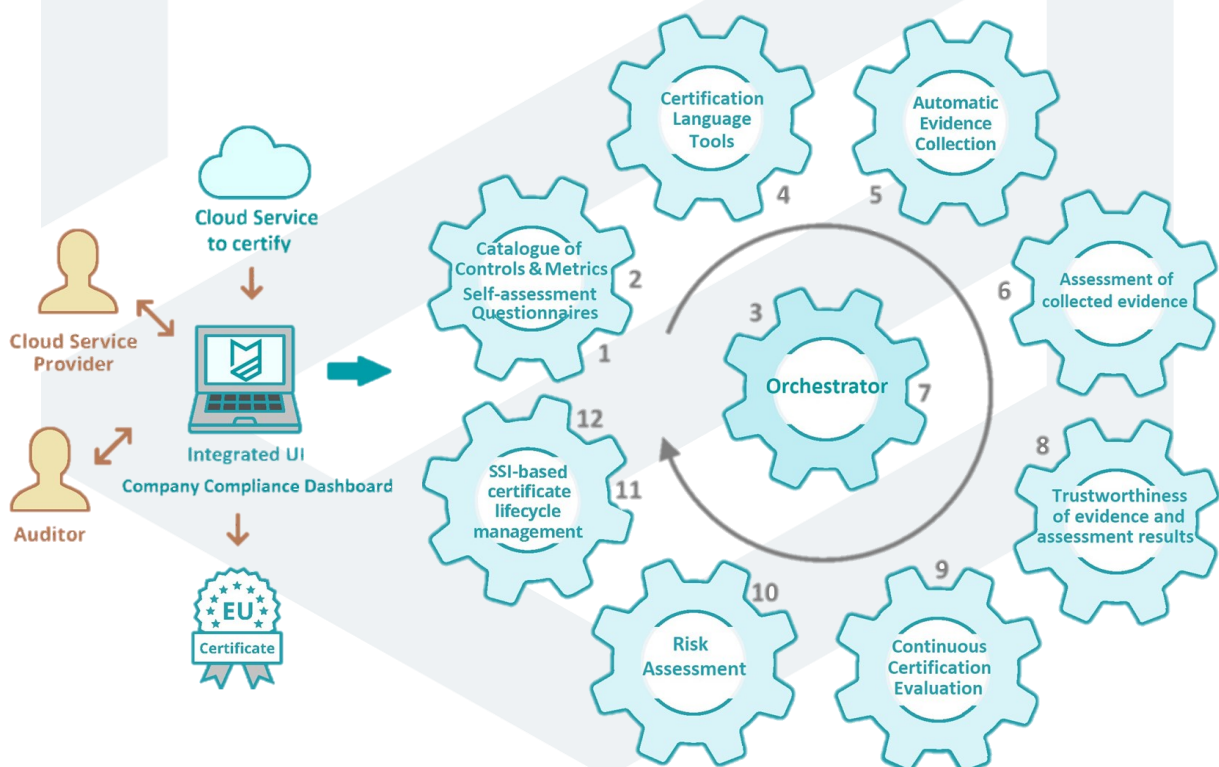 Cloud Service
to certify
Cloud Service
Provider
Auditor
Integrated UI
Company Compliance Dashboard
EU
Certificate
Catalogue of
Controls & Metrics
Self-assessment
Questionnaires
2
1
3
Orchestrator
7
Certification
Language
Tools
4
Automatic
Evidence
Collection
5
Assessment of
collected evidence
6
Trustworthiness
of evidence and
assessment results
8
Continuous
Certification
Evaluation
9
Risk
Assessment
10
SSI-based
certificate
lifecycle
management
11
12